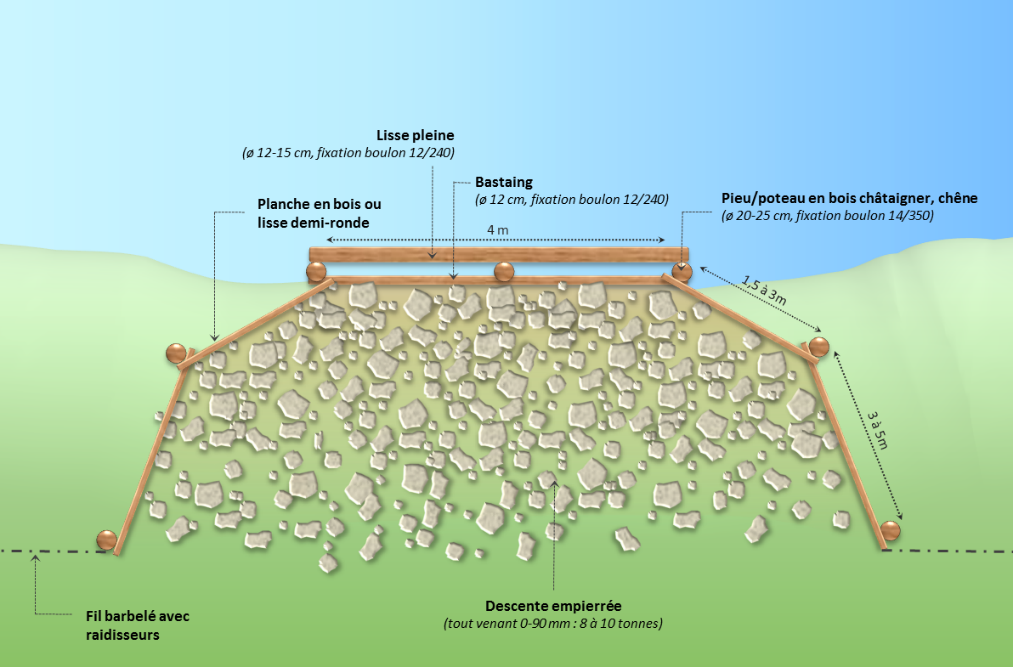 Lisse pleine
(ø 12-15 cm, fixation boulon 12/240)
Bastaing
(ø 12 cm, fixation boulon 12/240)
Planche en bois ou
lisse demi-ronde
Pieu/poteau en bois châtaigner, chêne
(ø 20-25 cm, fixation boulon 14/350)
4 m
1,5 à 3m
3 à 5m
Descente empierrée
(tout venant 0-90 mm : 8 à 10 tonnes)
Fil barbelé avec
raidisseurs